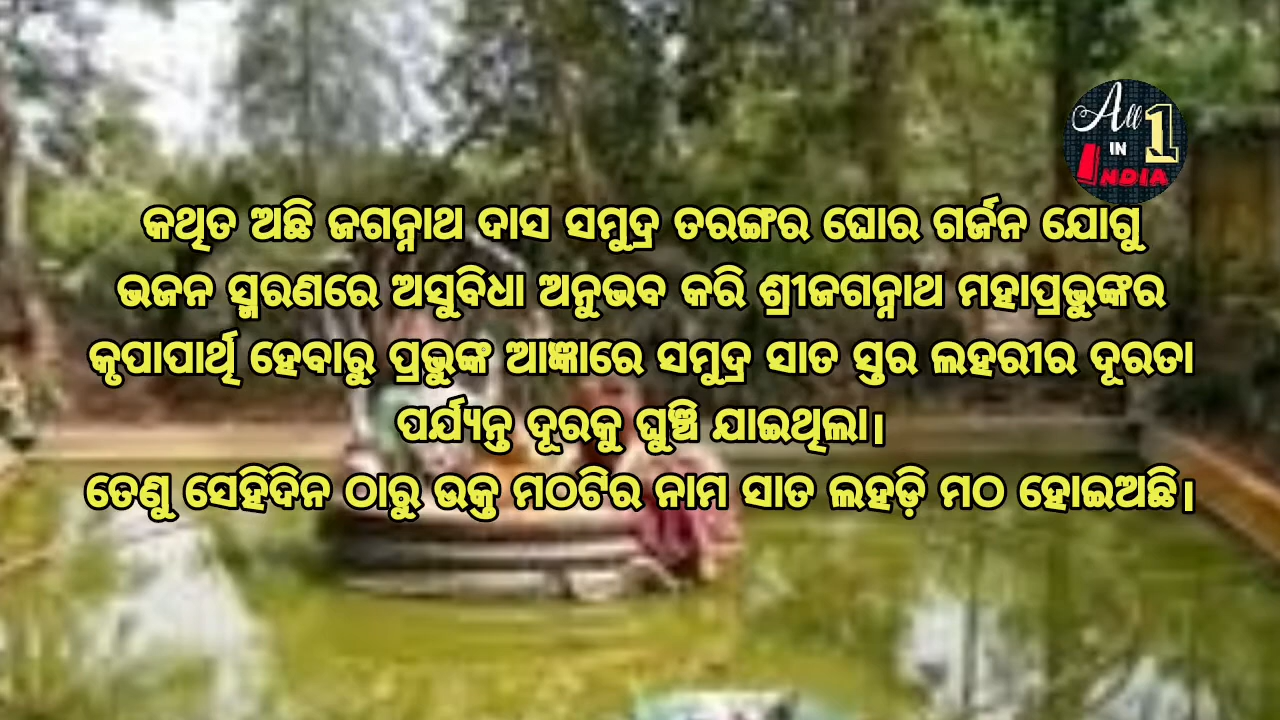 All
IN 1
INDIA
କଥିତ ଅଛି ଜଗନ୍ନାଥ ଦାସ ସମୁଦ୍ର ତରଙ୍ଗର ଘୋର ଗର୍ଜନ ଯୋଗୁ
ଭଜନ ସ୍ମରଣରେ ଅସୁବିଧା ଅନୁଭବ କରି ଶ୍ରୀଜଗନ୍ନାଥ ମହାପ୍ରଭୁଙ୍କର
କୃପାପାର୍ଥି ହେବାରୁ ପ୍ରଭୁଙ୍କ ଆଜ୍ଞାରେ ସମୁଦ୍ର ସାତ ସ୍ତର ଲହରୀର ଦୂରତା
ପର୍ଯ୍ୟନ୍ତ ଦୂରକୁ ଘୁଞ୍ଚି ଯାଇଥିଲା।
ତେଣୁ ସେହିଦିନ ଠାରୁ ଉକ୍ତ ମଠଟିର ନାମ ସାତ ଲହଡ଼ି ମଠ ହୋଇଅଛି।